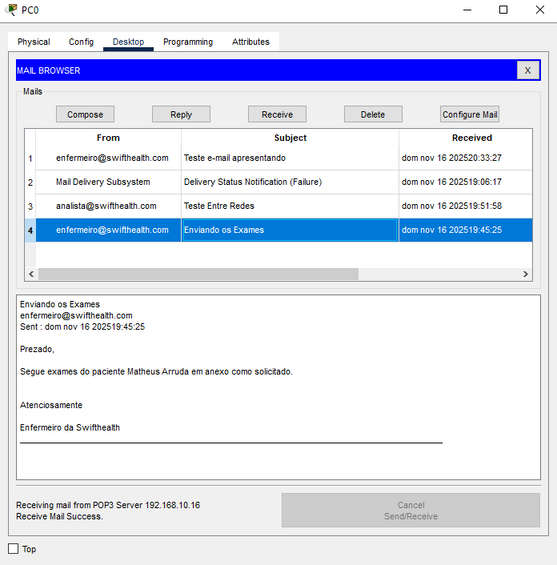 PC0
Physical Config Desktop Programming Attributes
MAIL BROWSER X
Mails
Compose Reply Receive Delete Configure Mail
From Subject Received
1 enfermeiro@swifthealth.com Teste e-mail apresentando dom nov 16 202520:33:27
2 Mail Delivery Subsystem Delivery Status Notification (Failure) dom nov 16 202519:06:17
3 analista@swifthealth.com Teste Entre Redes dom nov 16 202519:51:58
4 enfermeiro@swifthealth.com Enviando os Exames dom nov 16 202519:45:25
Enviando os Exames
enfermeiro@swifthealth.com
Sent : dom nov 16 202519:45:25
Prezado,
Segue exames do paciente Matheus Arruda em anexo como solicitado.
Atenciosamente
Enfermeiro da Swifthealth
Receiving mail from POP3 Server 192.168.10.16
Receive Mail Success.
Cancel
Send/Receive
Top